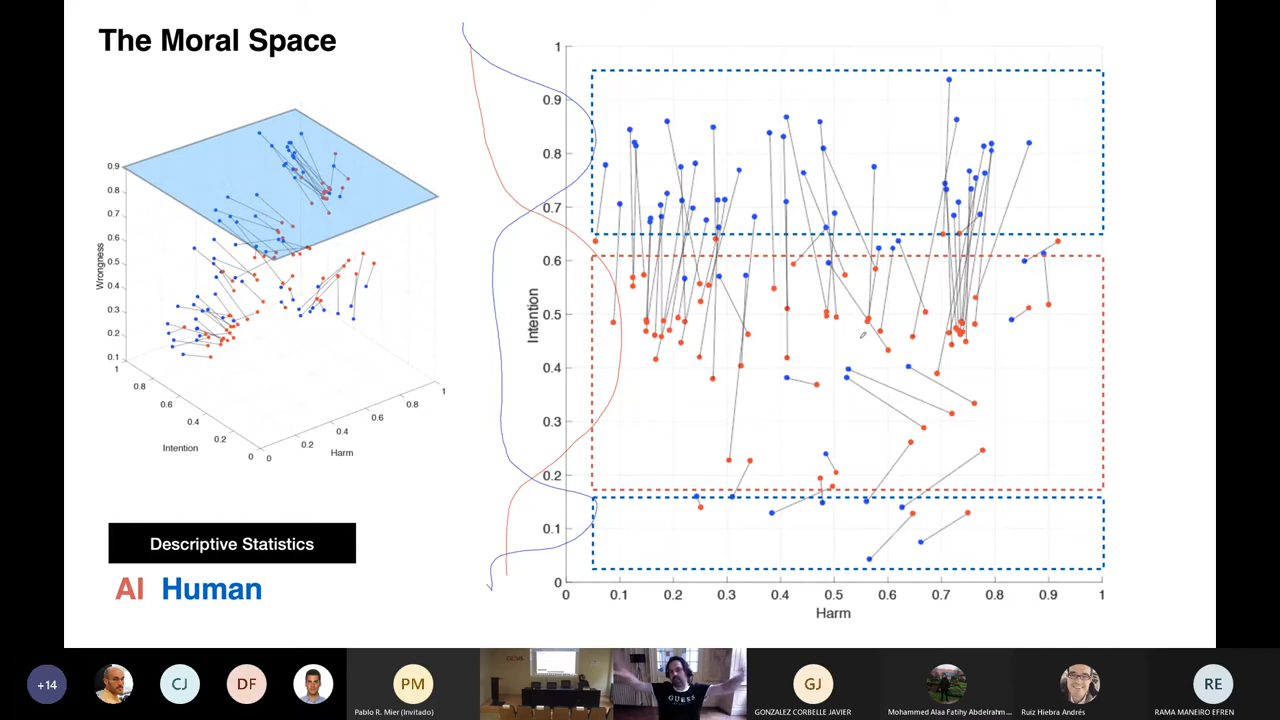 The Moral Space
0.9
0.8
0.7
0.6
0.5
0.4
0.3
0.2
0.1
Wrongness
1
0.8
0.6
0.4
0.2
0
Intention
0
0.2
0.4
0.6
0.8
1
Harm
Descriptive Statistics
AI Human
1
0.9
0.8
0.7
0.6
0.5
0.4
0.3
0.2
0.1
0
Intention
0 0.1 0.2 0.3 0.4 0.5 0.6 0.7 0.8 0.9 1
Harm
+14
CJ
DF
PM
Pablo R. Mier (Invitado)
GUESS
GJ
GONZALEZ CORBELLE JAVIER
Mohammed Alaa Fatihy Abdelrahm...
Ruiz Hiebra Andrés
RE
RAMA MANEIRO EFREN